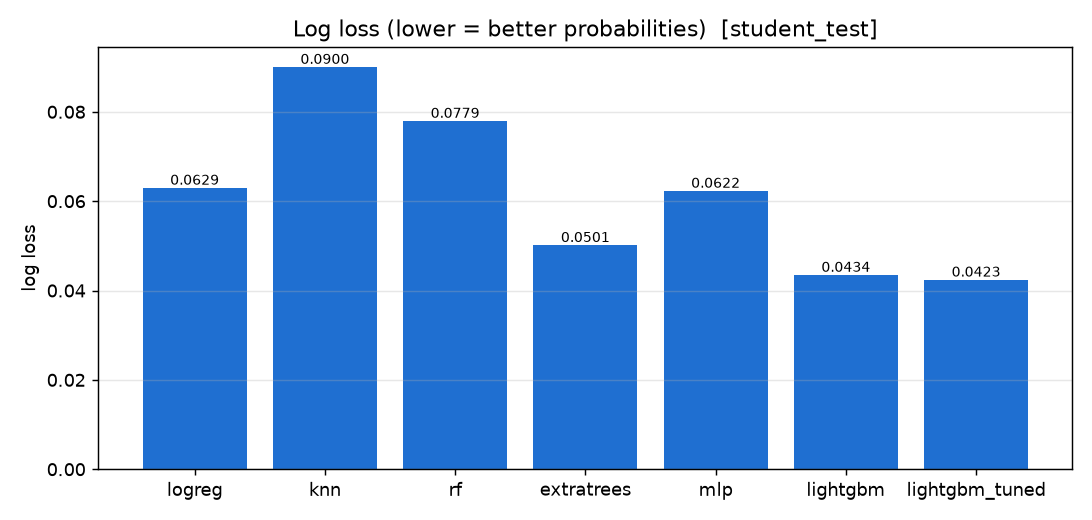 Log loss (lower = better probabilities)  [student_test]
log loss
0.08
0.06
0.04
0.02
0.00
0.0629
0.0900
0.0779
0.0501
0.0622
0.0434
0.0423
logreg
knn
rf
extratrees
mlp
lightgbm
lightgbm_tuned